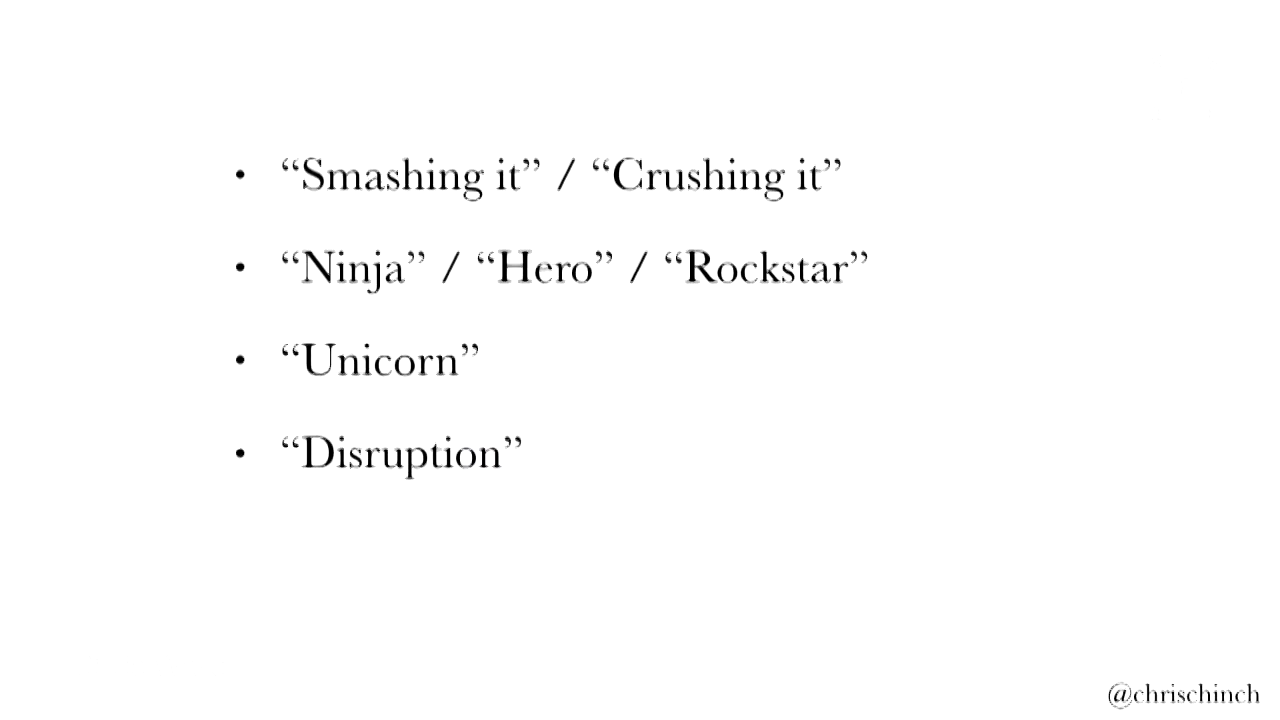 • “Smashing it” / “Crushing it”
• “Ninja” / “Hero” / “Rockstar”
• “Unicorn”
• “Disruption”
@chrischinch